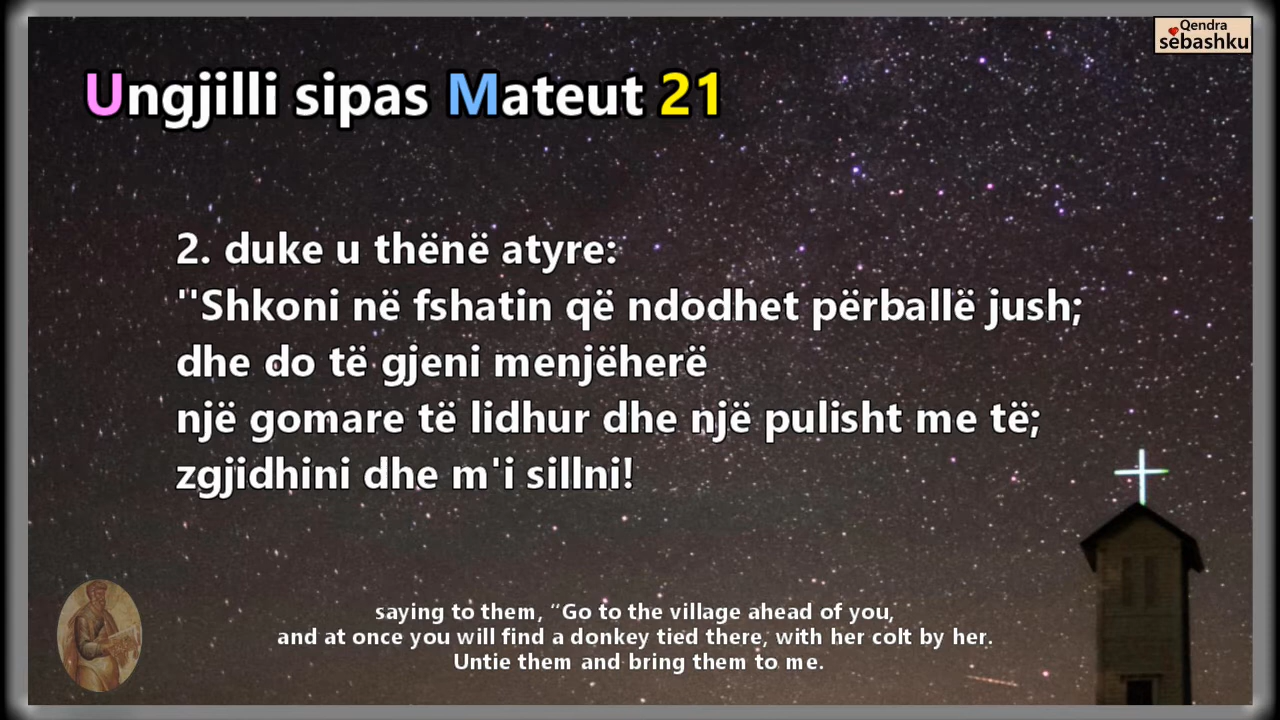 Qendra
sebashku
Ungjilli sipas Mateut 21
2. duke u thënë atyre:
''Shkoni në fshatin që ndodhet përballë jush;
dhe do të gjeni menjëherë
një gomare të lidhur dhe një pulisht me të;
zgjidhini dhe m'i sillni!
saying to them, “Go to the village ahead of you,
and at once you will find a donkey tied there, with her colt by her.
Untie them and bring them to me.